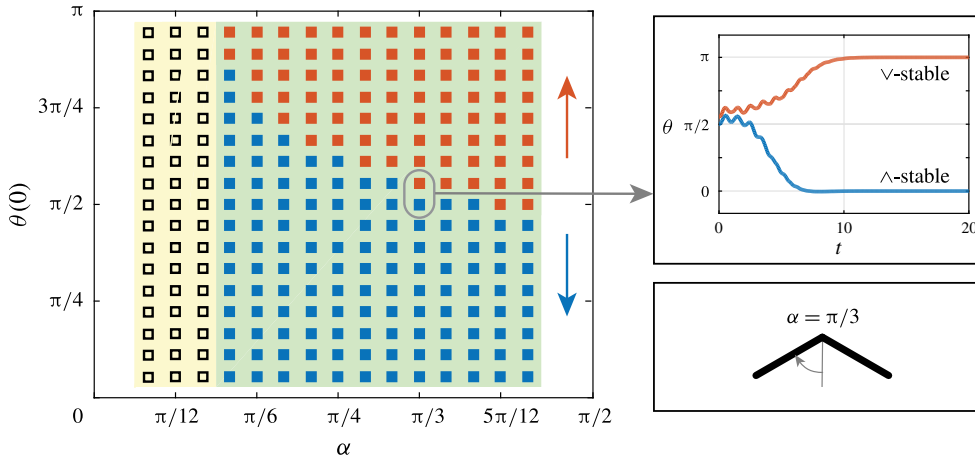 π
3π/4
θ(0)
π/2
π/4
0
π/12
π/6
π/4
π/3
5π/12
π/2
α
π
∨-stable
θ
π/2
∧-stable
0
0
10
20
t
α = π/3